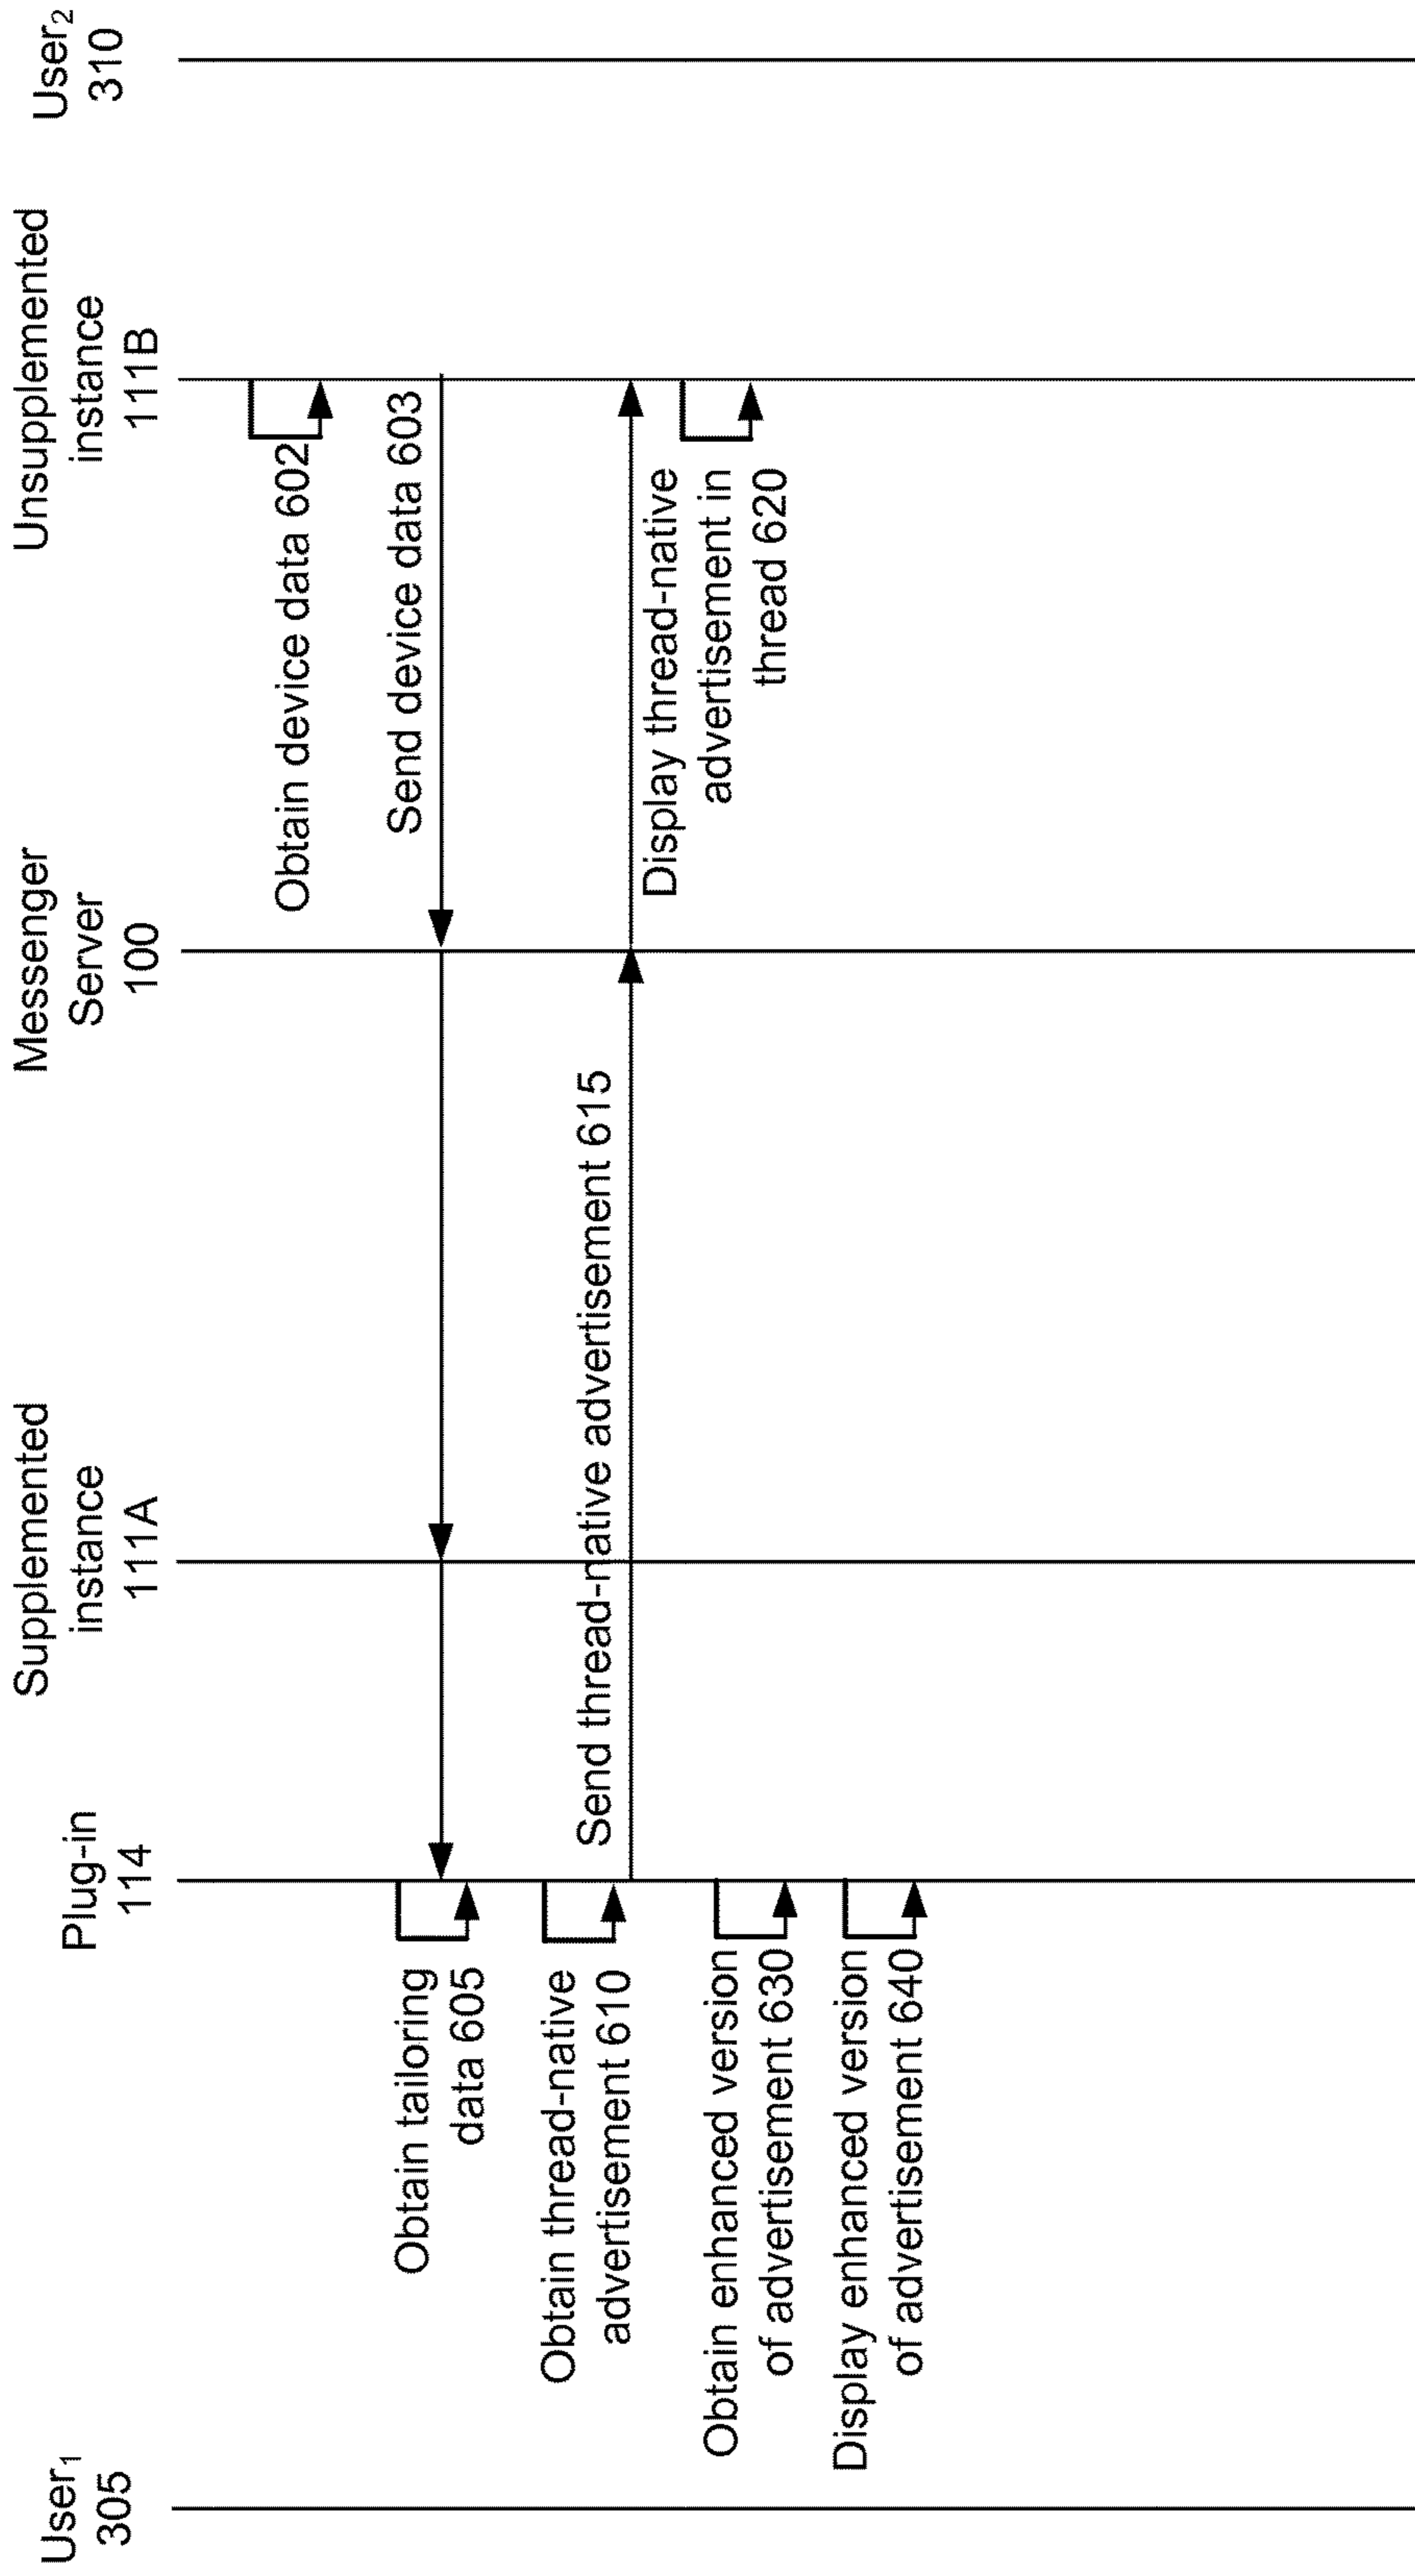 User₁
305
Plug-in
114
Supplemented
instance
111A
Messenger
Server
100
Unsupplemented
instance
111B
User₂
310
Obtain device data 602
Send device data 603
Obtain tailoring
data 605
Obtain thread-native
advertisement 610
Send thread-native advertisement 615
Display thread-native
advertisement in
thread 620
Obtain enhanced version
of advertisement 630
Display enhanced version
of advertisement 640